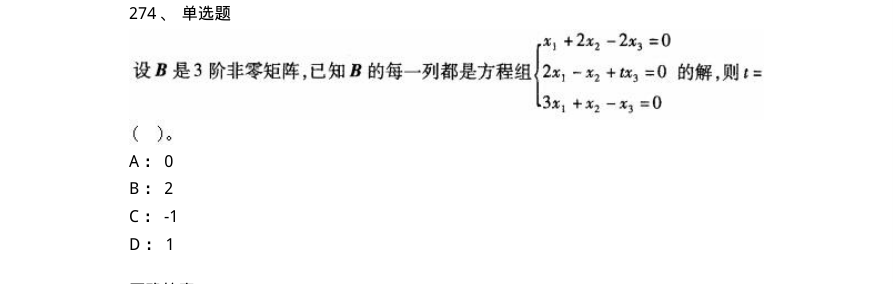 274、 单选题
x₁ + 2x₂ - 2x₃ = 0
设 B 是 3 阶非零矩阵,已知 B 的每一列都是方程组{2x₁ - x₂ + tx₃ = 0 的解,则 t =
3x₁ + x₂ - x₃ = 0
( )。
A： 0
B： 2
C： -1
D： 1